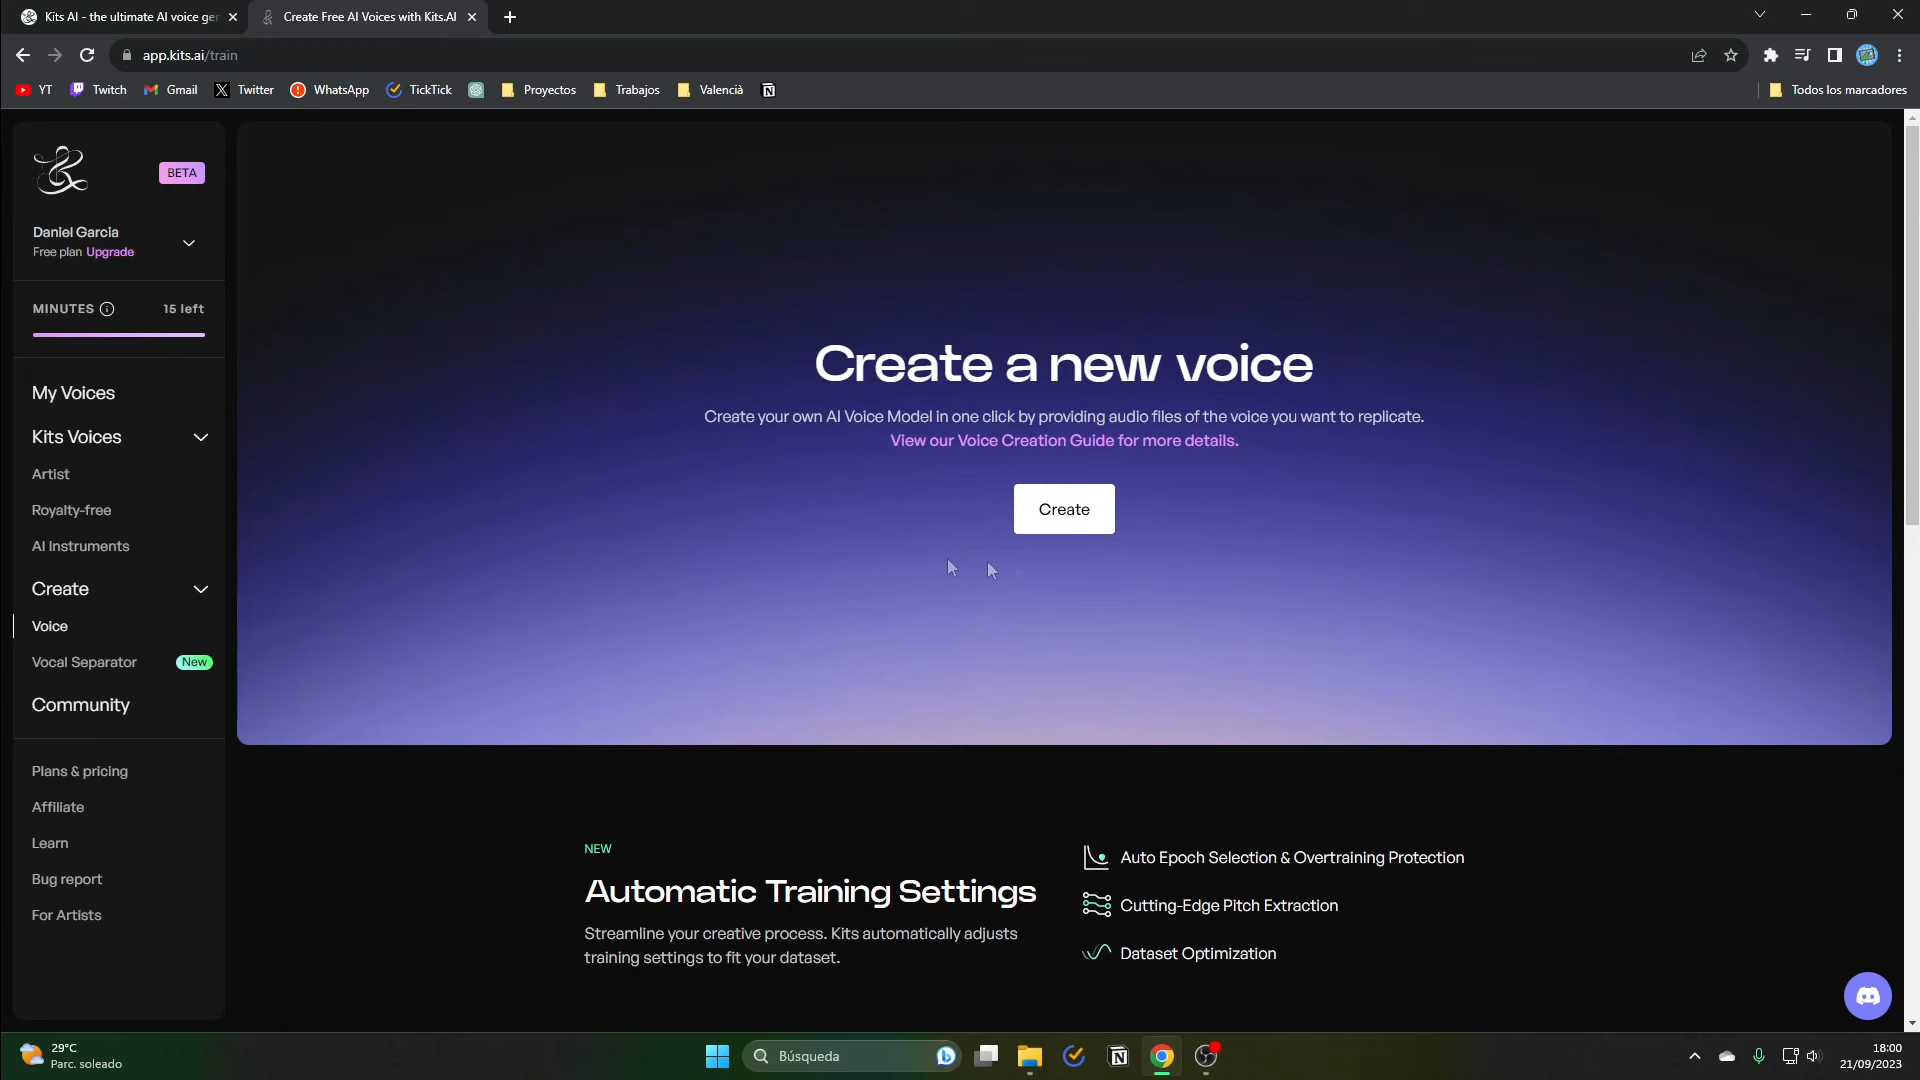 Kits AI - the ultimate AI voice ger
Create Free AI Voices with Kits.AI
app.kits.ai/train
YT
Twitch
Gmail
Twitter
WhatsApp
TickTick
Proyectos
Trabajos
Valencià
Todos los marcadores
BETA
Daniel Garcia
Free plan Upgrade
MINUTES 15 left
My Voices
Kits Voices
Artist
Royalty-free
AI Instruments
Create
Voice
Vocal Separator New
Community
Plans & pricing
Affiliate
Learn
Bug report
For Artists
Create a new voice
Create your own AI Voice Model in one click by providing audio files of the voice you want to replicate.
View our Voice Creation Guide for more details.
Create
NEW
Automatic Training Settings
Streamline your creative process. Kits automatically adjusts
training settings to fit your dataset.
Auto Epoch Selection & Overtraining Protection
Cutting-Edge Pitch Extraction
Dataset Optimization
29°C
Parc. soleado
Búsqueda
18:00
21/09/2023